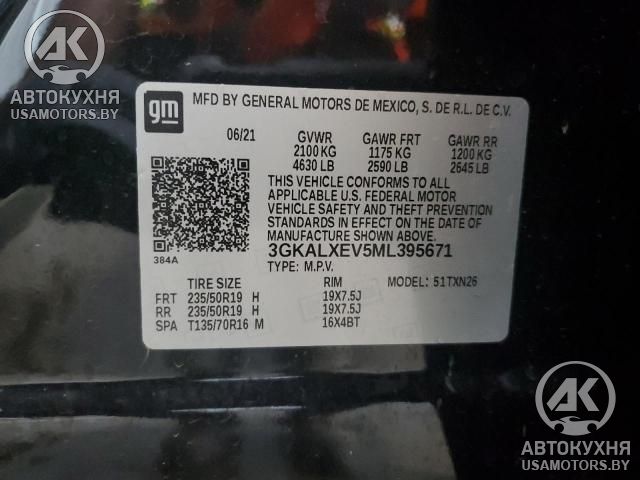 AK
АВТОКУХНЯ
USAMOTORS.BY
gm
MFD BY GENERAL MOTORS DE MEXICO, S. DE R.L. DE C.V.
06/21 GVWR GAWR FRT GAWR RR
2100 KG 1175 KG 1200 KG
4630 LB 2590 LB 2645 LB
THIS VEHICLE CONFORMS TO ALL
APPLICABLE U.S. FEDERAL MOTOR
VEHICLE SAFETY AND THEFT PREVENTION
STANDARDS IN EFFECT ON THE DATE OF
MANUFACTURE SHOWN ABOVE.
384A
3GKALXEV5ML395671
TYPE: M.P.V.
TIRE SIZE RIM MODEL: 51TXN26
FRT 235/50R19 H 19X7.5J
RR 235/50R19 H 19X7.5J
SPA T135/70R16 M 16X4BT
AK
АВТОКУХНЯ
USAMOTORS.BY